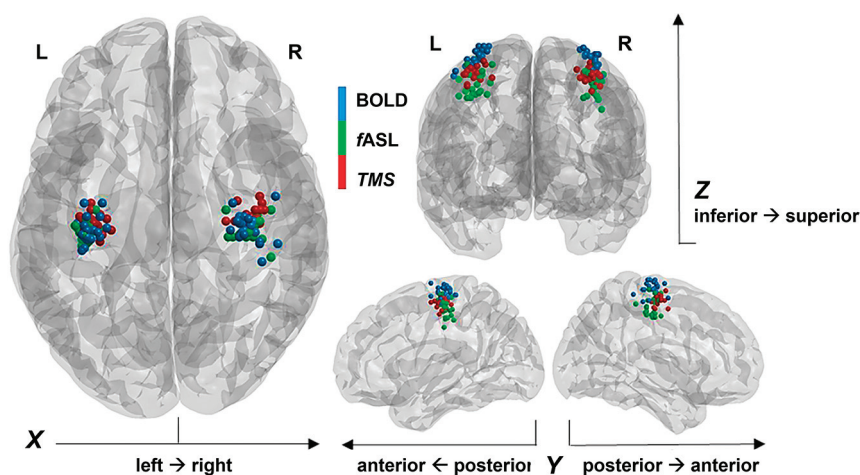 L
R
L
R
BOLD
fASL
TMS
Z
inferior → superior
X
left → right
anterior ← posterior
Y
posterior → anterior